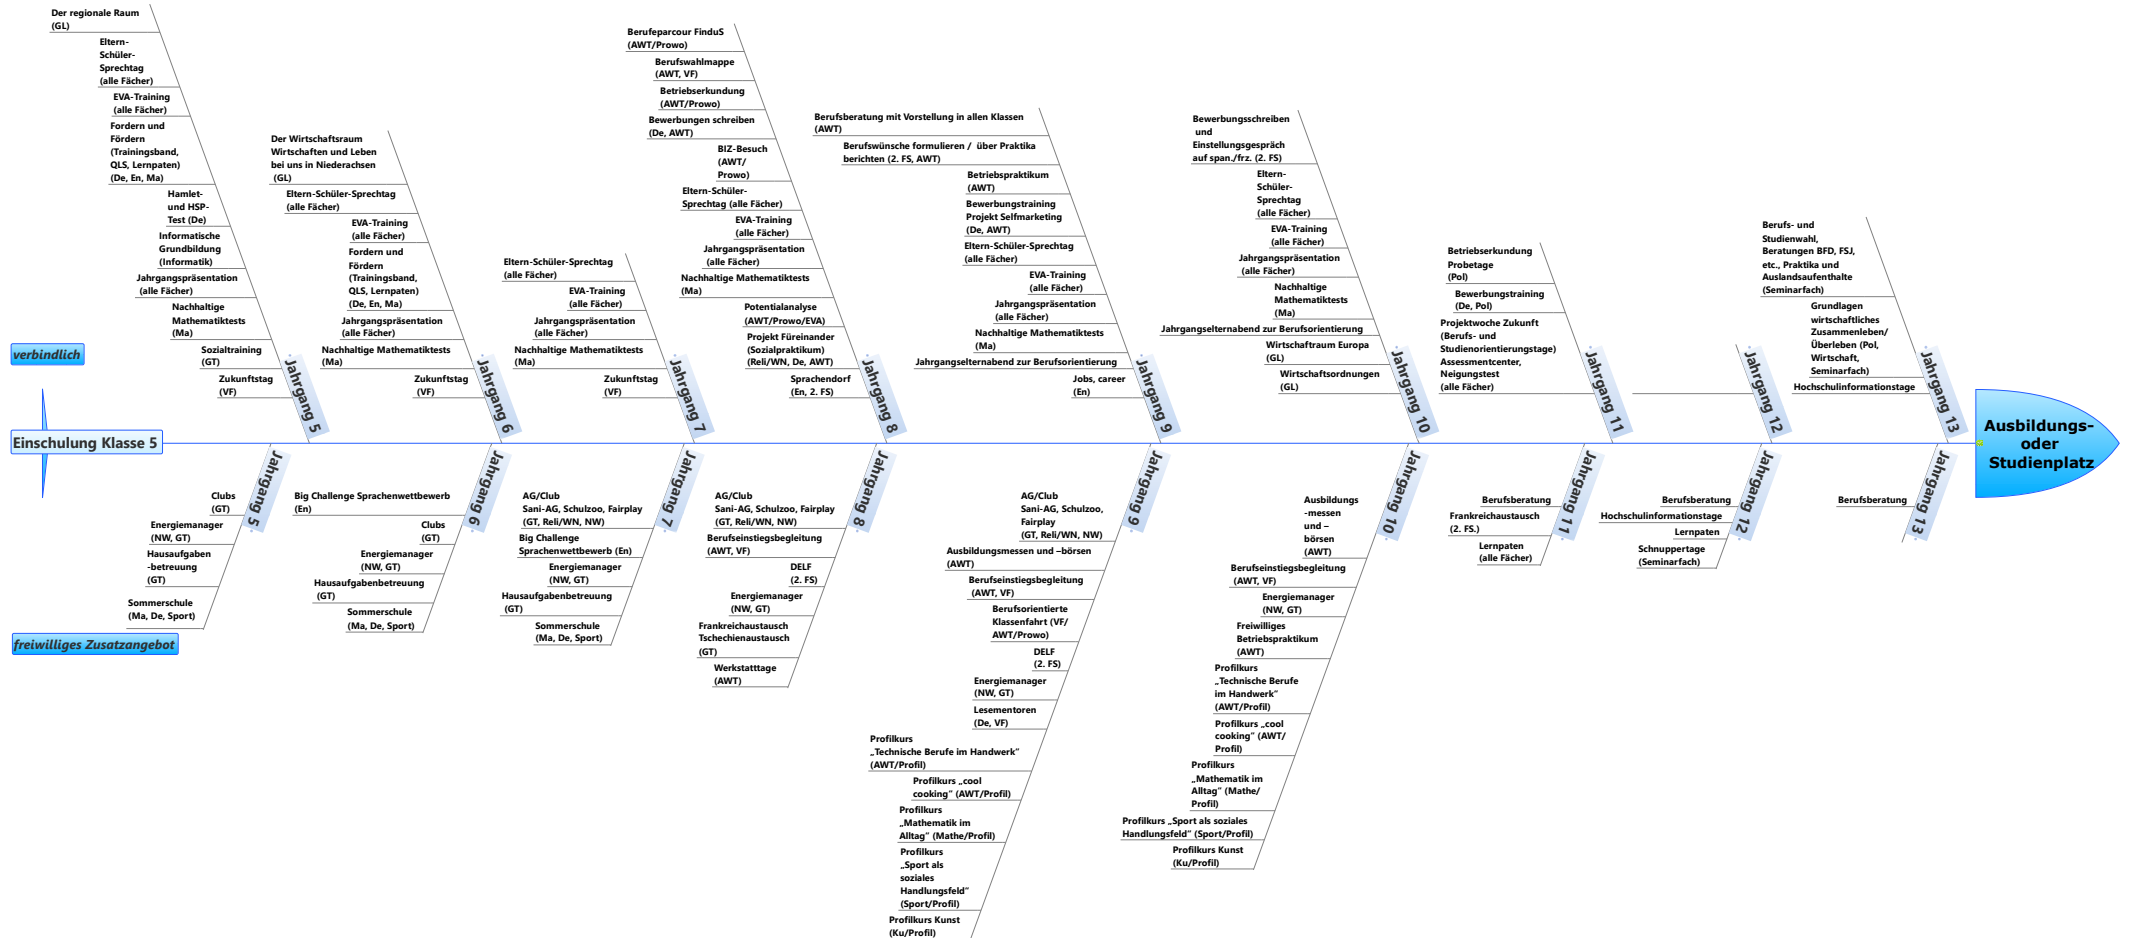 Der regionale Raum
(GL)
Eltern-
Schüler-
Sprechtag
(alle Fächer)
EVA-Training
(alle Fächer)
Fordern und
Fördern
(Trainingsband,
QLS, Lernpaten)
(De, En, Ma)
Hamlet-
und HSP-
Test (De)
Informatische
Grundbildung
(Informatik)
Jahrgangspräsentation
(alle Fächer)
Nachhaltige
Mathematiktests
(Ma)
Sozialtraining
(GT)
Zukunftstag
(VF)
Jahrgang 5
Der Wirtschaftsraum
Wirtschaften und Leben
bei uns in Niederachsen
(GL)
Eltern-Schüler-Sprechtag
(alle Fächer)
EVA-Training
(alle Fächer)
Fordern und
Fördern
(Trainingsband,
QLS, Lernpaten)
(De, En, Ma)
Jahrgangspräsentation
(alle Fächer)
Nachhaltige Mathematiktests
(Ma)
Zukunftstag
(VF)
Jahrgang 6
Eltern-Schüler-Sprechtag
(alle Fächer)
EVA-Training
(alle Fächer)
Jahrgangspräsentation
(alle Fächer)
Nachhaltige Mathematiktests
(Ma)
Zukunftstag
(VF)
Jahrgang 7
Berufeparcour FinduS
(AWT/Prowo)
Berufswahlmappe
(AWT, VF)
Betriebserkundung
(AWT/Prowo)
Bewerbungen schreiben
(De, AWT)
BIZ-Besuch
(AWT/
Prowo)
Eltern-Schüler-
Sprechtag (alle Fächer)
EVA-Training
(alle Fächer)
Jahrgangspräsentation
(alle Fächer)
Nachhaltige Mathematiktests
(Ma)
Potentialanalyse
(AWT/Prowo/EVA)
Projekt Füreinander
(Sozialpraktikum)
(Reli/WN, De, AWT)
Sprachendorf
(En, 2. FS)
Jahrgang 8
Berufsberatung mit Vorstellung in allen Klassen
(AWT)
Berufswünsche formulieren / über Praktika
berichten (2. FS, AWT)
Betriebspraktikum
(AWT)
Bewerbungstraining
Projekt Selfmarketing
(De, AWT)
Eltern-Schüler-Sprechtag
(alle Fächer)
EVA-Training
(alle Fächer)
Jahrgangspräsentation
(alle Fächer)
Nachhaltige Mathematiktests
(Ma)
Jahrgangselternabend zur Berufsorientierung
Jobs, career
(En)
Jahrgang 9
Bewerbungsschreiben
und
Einstellungsgespräch
auf span./frz. (2. FS)
Eltern-
Schüler-
Sprechtag
(alle Fächer)
EVA-Training
(alle Fächer)
Jahrgangspräsentation
(alle Fächer)
Nachhaltige
Mathematiktests
(Ma)
Jahrgangselternabend zur Berufsorientierung
Wirtschaftraum Europa
(GL)
Wirtschaftsordnungen
(GL)
Jahrgang 10
Betriebserkundung
Probetage
(Pol)
Bewerbungstraining
(De, Pol)
Projektwoche Zukunft
(Berufs- und
Studienorientierungstage)
Assessmentcenter,
Neigungstest
(alle Fächer)
Jahrgang 11
Jahrgang 12
Berufs- und
Studienwahl,
Beratungen BFD, FSJ,
etc., Praktika und
Auslandsaufenthalte
(Seminarfach)
Grundlagen
wirtschaftliches
Zusammenleben/
Überleben (Pol,
Wirtschaft,
Seminarfach)
Hochschulinformationstage
Jahrgang 13
verbindlich
Einschulung Klasse 5
Ausbildungs-
oder
Studienplatz
Jahrgang 5
Clubs
(GT)
Energiemanager
(NW, GT)
Hausaufgaben
-betreuung
(GT)
Sommerschule
(Ma, De, Sport)
freiwilliges Zusatzangebot
Jahrgang 6
Big Challenge Sprachenwettbewerb
(En)
Clubs
(GT)
Energiemanager
(NW, GT)
Hausaufgabenbetreuung
(GT)
Sommerschule
(Ma, De, Sport)
Jahrgang 7
AG/Club
Sani-AG, Schulzoo, Fairplay
(GT, Reli/WN, NW)
Big Challenge
Sprachenwettbewerb (En)
Energiemanager
(NW, GT)
Hausaufgabenbetreuung
(GT)
Sommerschule
(Ma, De, Sport)
Jahrgang 8
AG/Club
Sani-AG, Schulzoo, Fairplay
(GT, Reli/WN, NW)
Berufseinstiegsbegleitung
(AWT, VF)
DELF
(2. FS)
Energiemanager
(NW, GT)
Frankreichaustausch
Tschechienaustausch
(GT)
Werkstatttage
(AWT)
Jahrgang 9
AG/Club
Sani-AG, Schulzoo,
Fairplay
(GT, Reli/WN, NW)
Ausbildungsmessen und –börsen
(AWT)
Berufseinstiegsbegleitung
(AWT, VF)
Berufsorientierte
Klassenfahrt (VF/
AWT/Prowo)
DELF
(2. FS)
Energiemanager
(NW, GT)
Lesementoren
(De, VF)
Profilkurs
„Technische Berufe im Handwerk“
(AWT/Profil)
Profilkurs „cool
cooking“ (AWT/Profil)
Profilkurs
„Mathematik im
Alltag“ (Mathe/Profil)
Profilkurs
„Sport als
soziales
Handlungsfeld“
(Sport/Profil)
Profilkurs Kunst
(Ku/Profil)
Jahrgang 10
Ausbildungs
-messen
und –
börsen
(AWT)
Berufseinstiegsbegleitung
(AWT, VF)
Energiemanager
(NW, GT)
Freiwilliges
Betriebspraktikum
(AWT)
Profilkurs
„Technische Berufe
im Handwerk“
(AWT/Profil)
Profilkurs „cool
cooking“ (AWT/
Profil)
Profilkurs
„Mathematik im
Alltag“ (Mathe/
Profil)
Profilkurs „Sport als soziales
Handlungsfeld“ (Sport/Profil)
Profilkurs Kunst
(Ku/Profil)
Jahrgang 11
Berufsberatung
Frankreichaustausch
(2. FS.)
Lernpaten
(alle Fächer)
Jahrgang 12
Berufsberatung
Hochschulinformationstage
Lernpaten
Schnuppertage
(Seminarfach)
Jahrgang 13
Berufsberatung